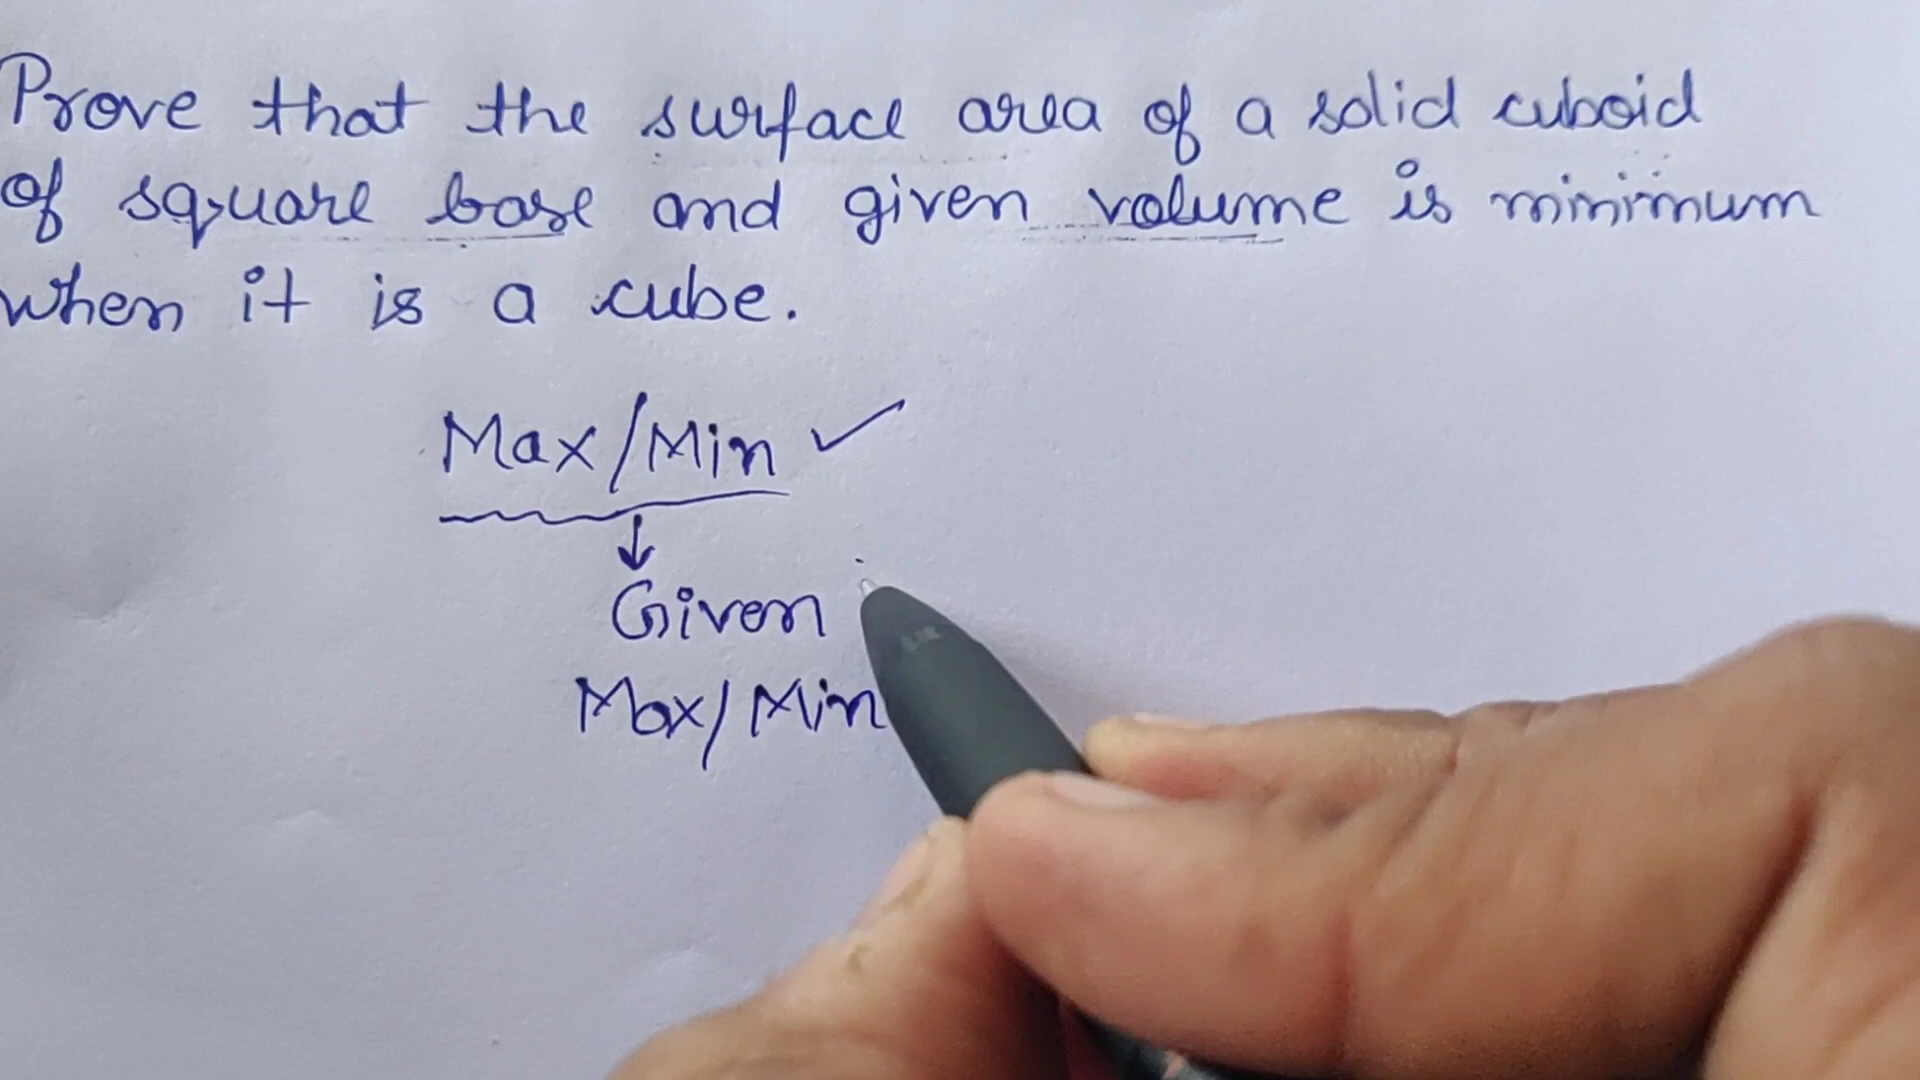 Prove that the surface area of a solid cuboid
of square base and given volume is minimum
when it is a cube.
Max/Min ✓
↓
Given
Max/Min